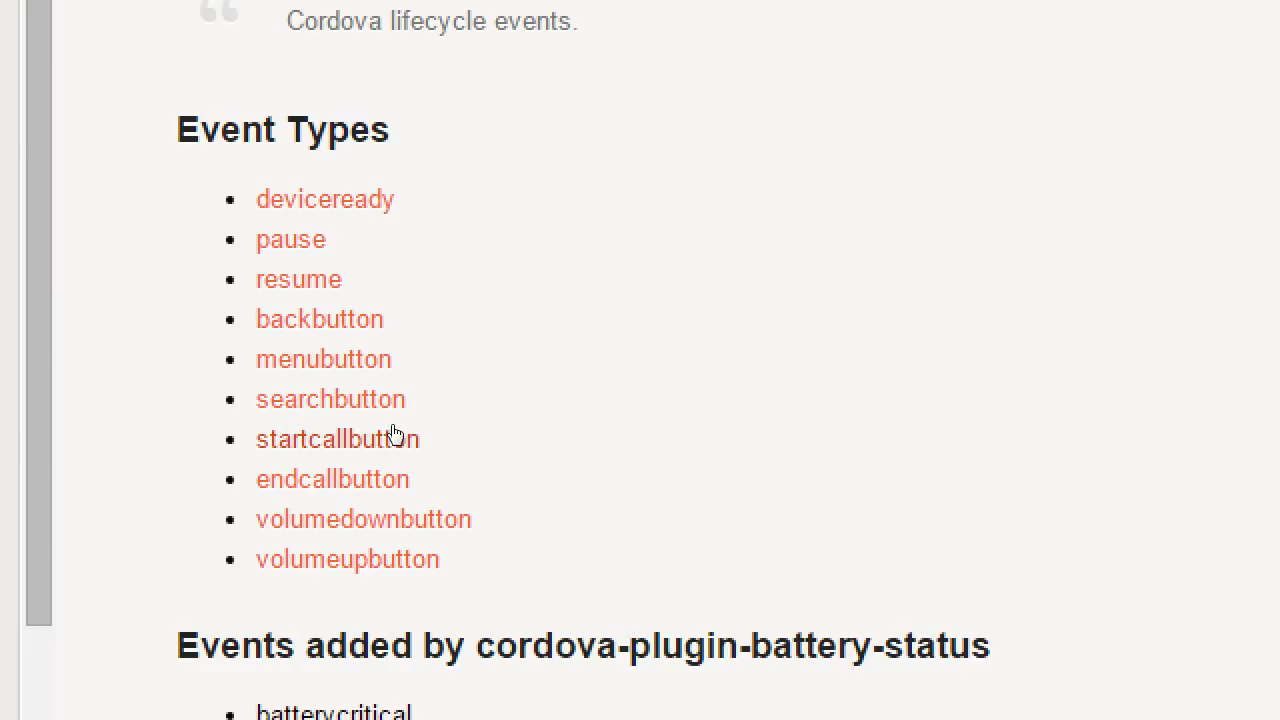 Cordova lifecycle events.
Event Types
deviceready
pause
resume
backbutton
menubutton
searchbutton
startcallbutton
endcallbutton
volumedownbutton
volumeupbutton
Events added by cordova-plugin-battery-status
batterycritical